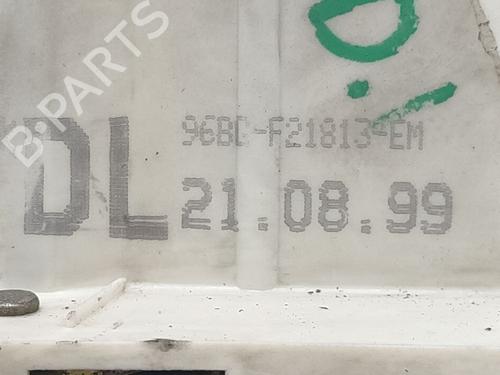 B-PARTS
D!
96BG-F21813-EM
DL 21.08.99